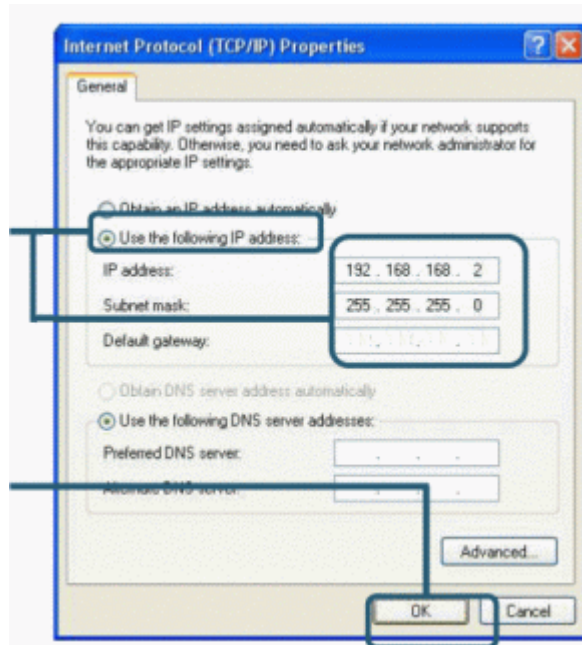 Internet Protocol (TCP/IP) Properties
General
You can get IP settings assigned automatically if your network supports
this capability. Otherwise, you need to ask your network administrator for
the appropriate IP settings.
Obtain an IP address automatically
Use the following IP address:
IP address: 192 . 168 . 168 . 2
Subnet mask: 255 . 255 . 255 . 0
Default gateway:
Obtain DNS server address automatically
Use the following DNS server addresses:
Preferred DNS server:
Alternate DNS server:
Advanced...
OK Cancel